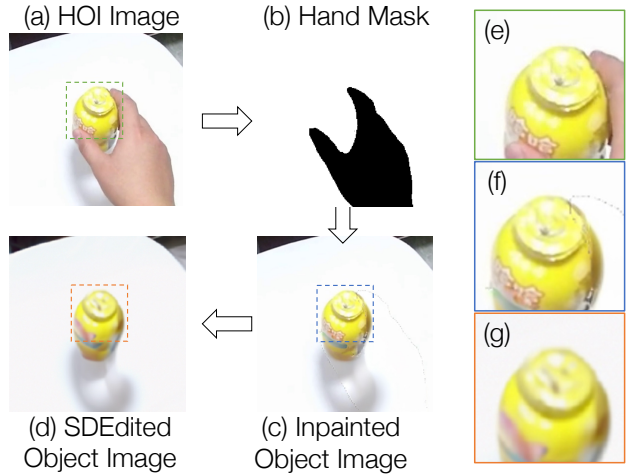 (a) HOI Image
(b) Hand Mask
(e)
(f)
(g)
(d) SDEdited
Object Image
(c) Inpainted
Object Image